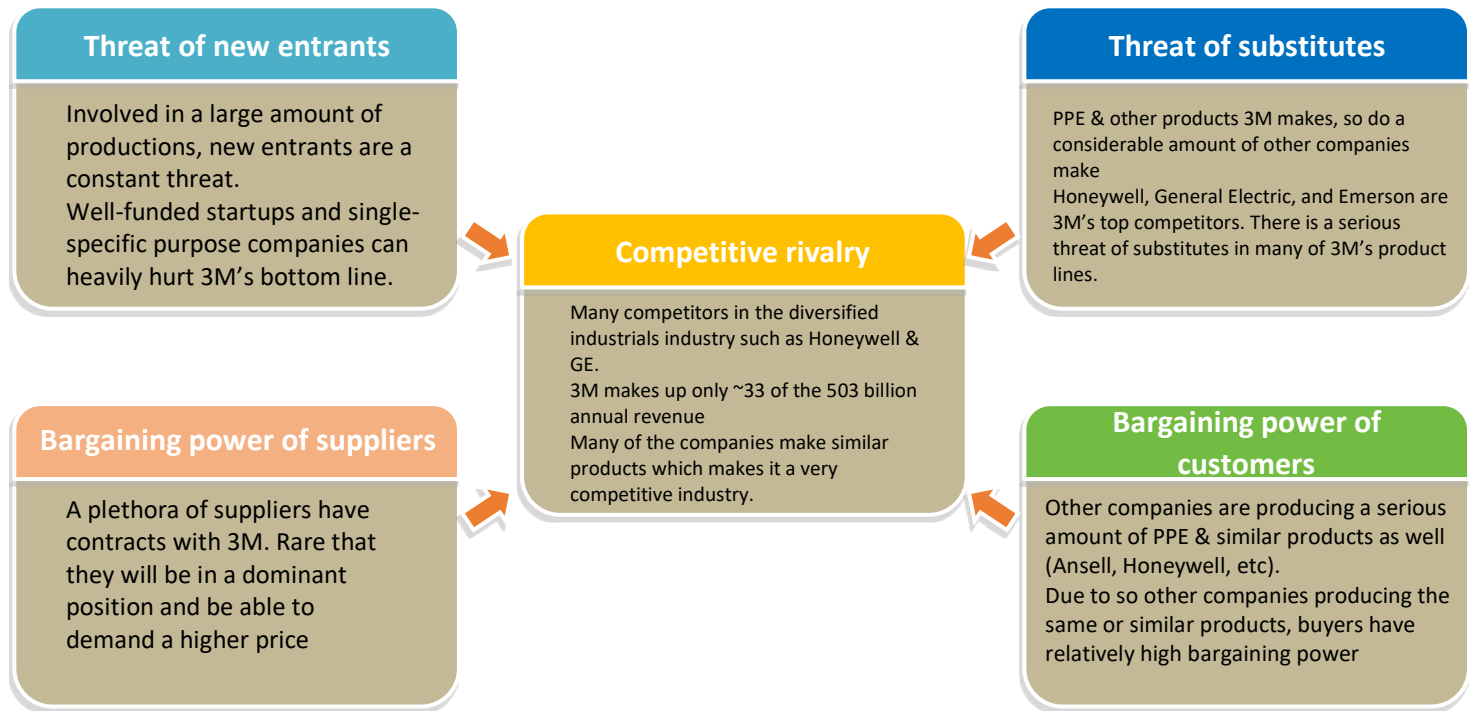 Threat of new entrants
Involved in a large amount of
productions, new entrants are a
constant threat.
Well-funded startups and single-
specific purpose companies can
heavily hurt 3M’s bottom line.
Threat of substitutes
PPE & other products 3M makes, so do a
considerable amount of other companies
make
Honeywell, General Electric, and Emerson are
3M’s top competitors. There is a serious
threat of substitutes in many of 3M’s product
lines.
Competitive rivalry
Many competitors in the diversified
industrials industry such as Honeywell &
GE.
3M makes up only ~33 of the 503 billion
annual revenue
Many of the companies make similar
products which makes it a very
competitive industry.
Bargaining power of suppliers
A plethora of suppliers have
contracts with 3M. Rare that
they will be in a dominant
position and be able to
demand a higher price
Bargaining power of
customers
Other companies are producing a serious
amount of PPE & similar products as well
(Ansell, Honeywell, etc).
Due to so other companies producing the
same or similar products, buyers have
relatively high bargaining power